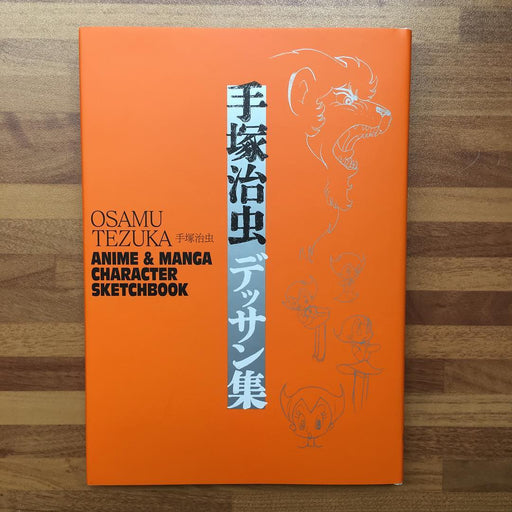 手塚治虫デッサン集
OSAMU
TEZUKA 手塚治虫
ANIME & MANGA
CHARACTER
SKETCHBOOK